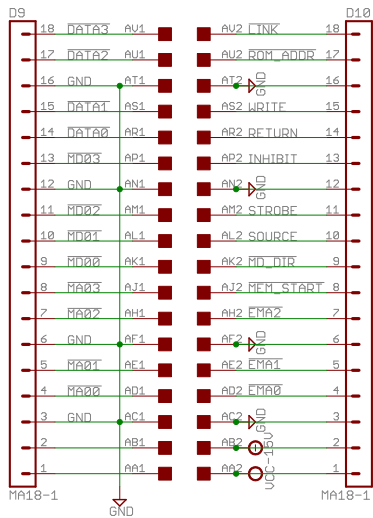 D9 D10
18 DATA3 AV1 AV2 LINK 18
17 DATA2 AU1 AU2 ROM_ADDR 17
16 GND AT1 AT2 GND 16
15 DATA1 AS1 AS2 WRITE 15
14 DATA0 AR1 AR2 RETURN 14
13 MD03 AP1 AP2 INHIBIT 13
12 GND AN1 AN2 GND 12
11 MD02 AM1 AM2 STROBE 11
10 MD01 AL1 AL2 SOURCE 10
9 MD00 AK1 AK2 MD_DIR 9
8 MA03 AJ1 AJ2 MEM_START 8
7 MA02 AH1 AH2 EMA2 7
6 GND AF1 AF2 GND 6
5 MA01 AE1 AE2 EMA1 5
4 MA00 AD1 AD2 EMA0 4
3 GND AC1 AC2 GND 3
2 AB1 AB2 2
1 AA1 AA2 VCC-15V 1
MA18-1 GND MA18-1